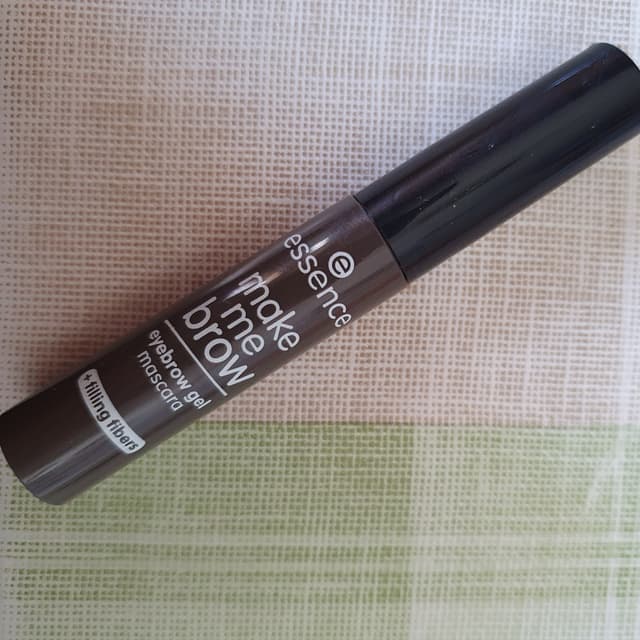 e
essence
make
me
brow
eyebrow gel
mascara
+ filling fibers